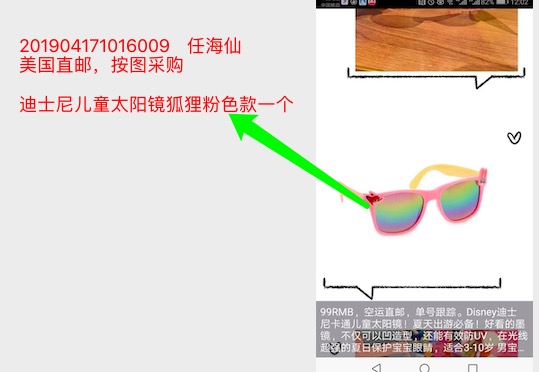 201904171016009 任海仙
美国直邮，按图采购
迪士尼儿童太阳镜狐狸粉色款一个
12:02
99RMB，空运直邮，单号跟踪。Disney迪士
尼卡通儿童太阳镜！夏天出游必备！好看的墨
镜，不仅可以凹造型，还能有效防UV，在光线
超强的夏日保护宝宝眼睛，适合3-10岁 男宝...